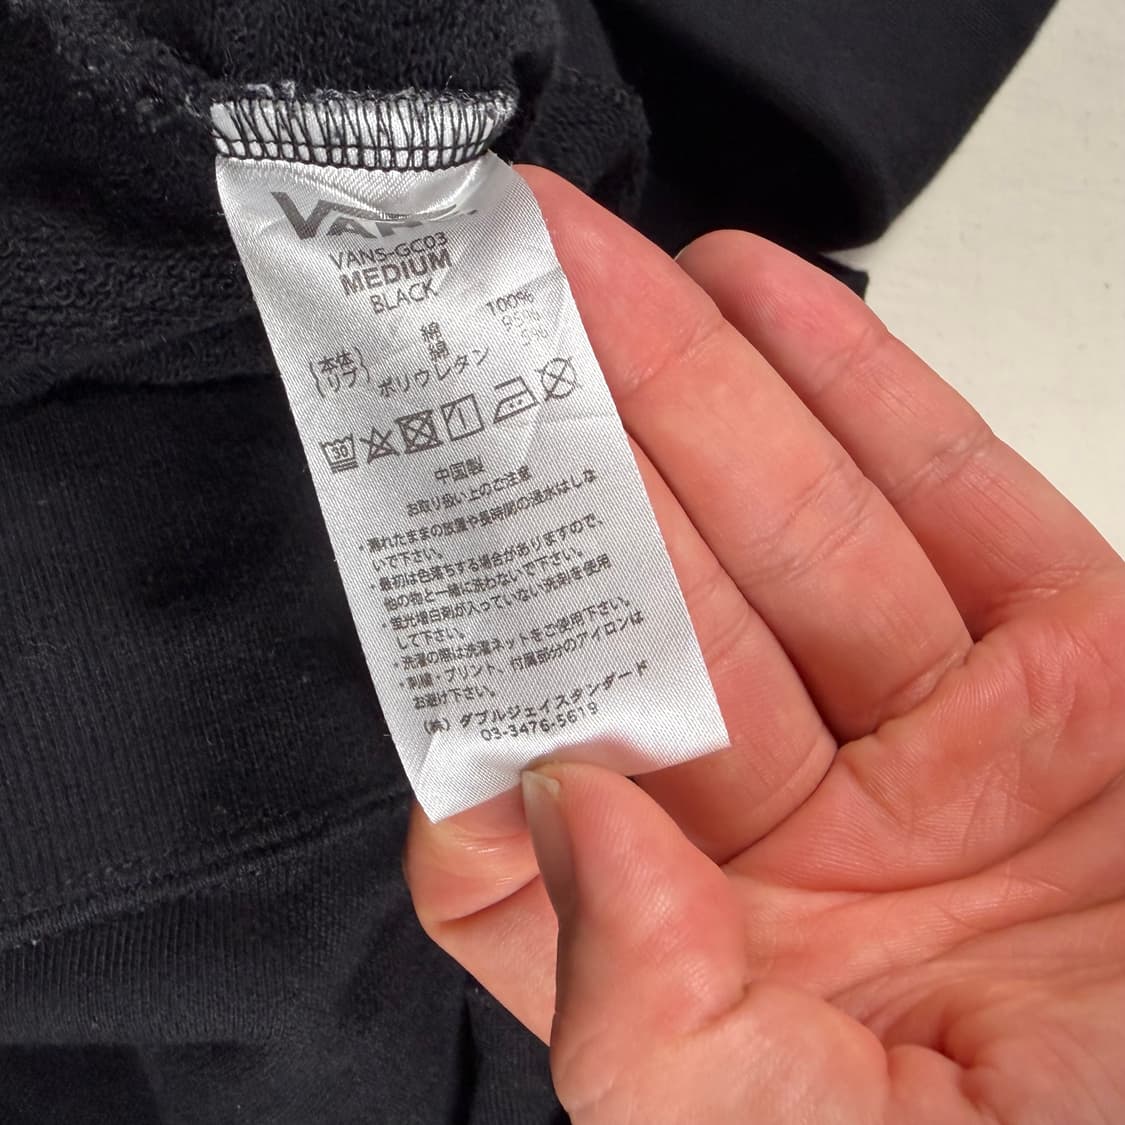 VANS
VANS-GC03
MEDIUM
BLACK
(本体) 綿 100%
(リブ) 綿 95%
ポリウレタン 5%
30
中国製
お取り扱い上のご注意
・濡れたままの放置や長時間の浸水はしな
いで下さい。
・最初は色落ちする場合がありますので、
他の物と一緒に洗わないで下さい。
・蛍光増白剤が入っていない洗剤を使用
して下さい。
・洗濯の際は洗濯ネットをご使用下さい。
・刺繍・プリント、付属部分のアイロンは
お避け下さい。
(株) ダブルジェイスタンダード
03-3476-5619